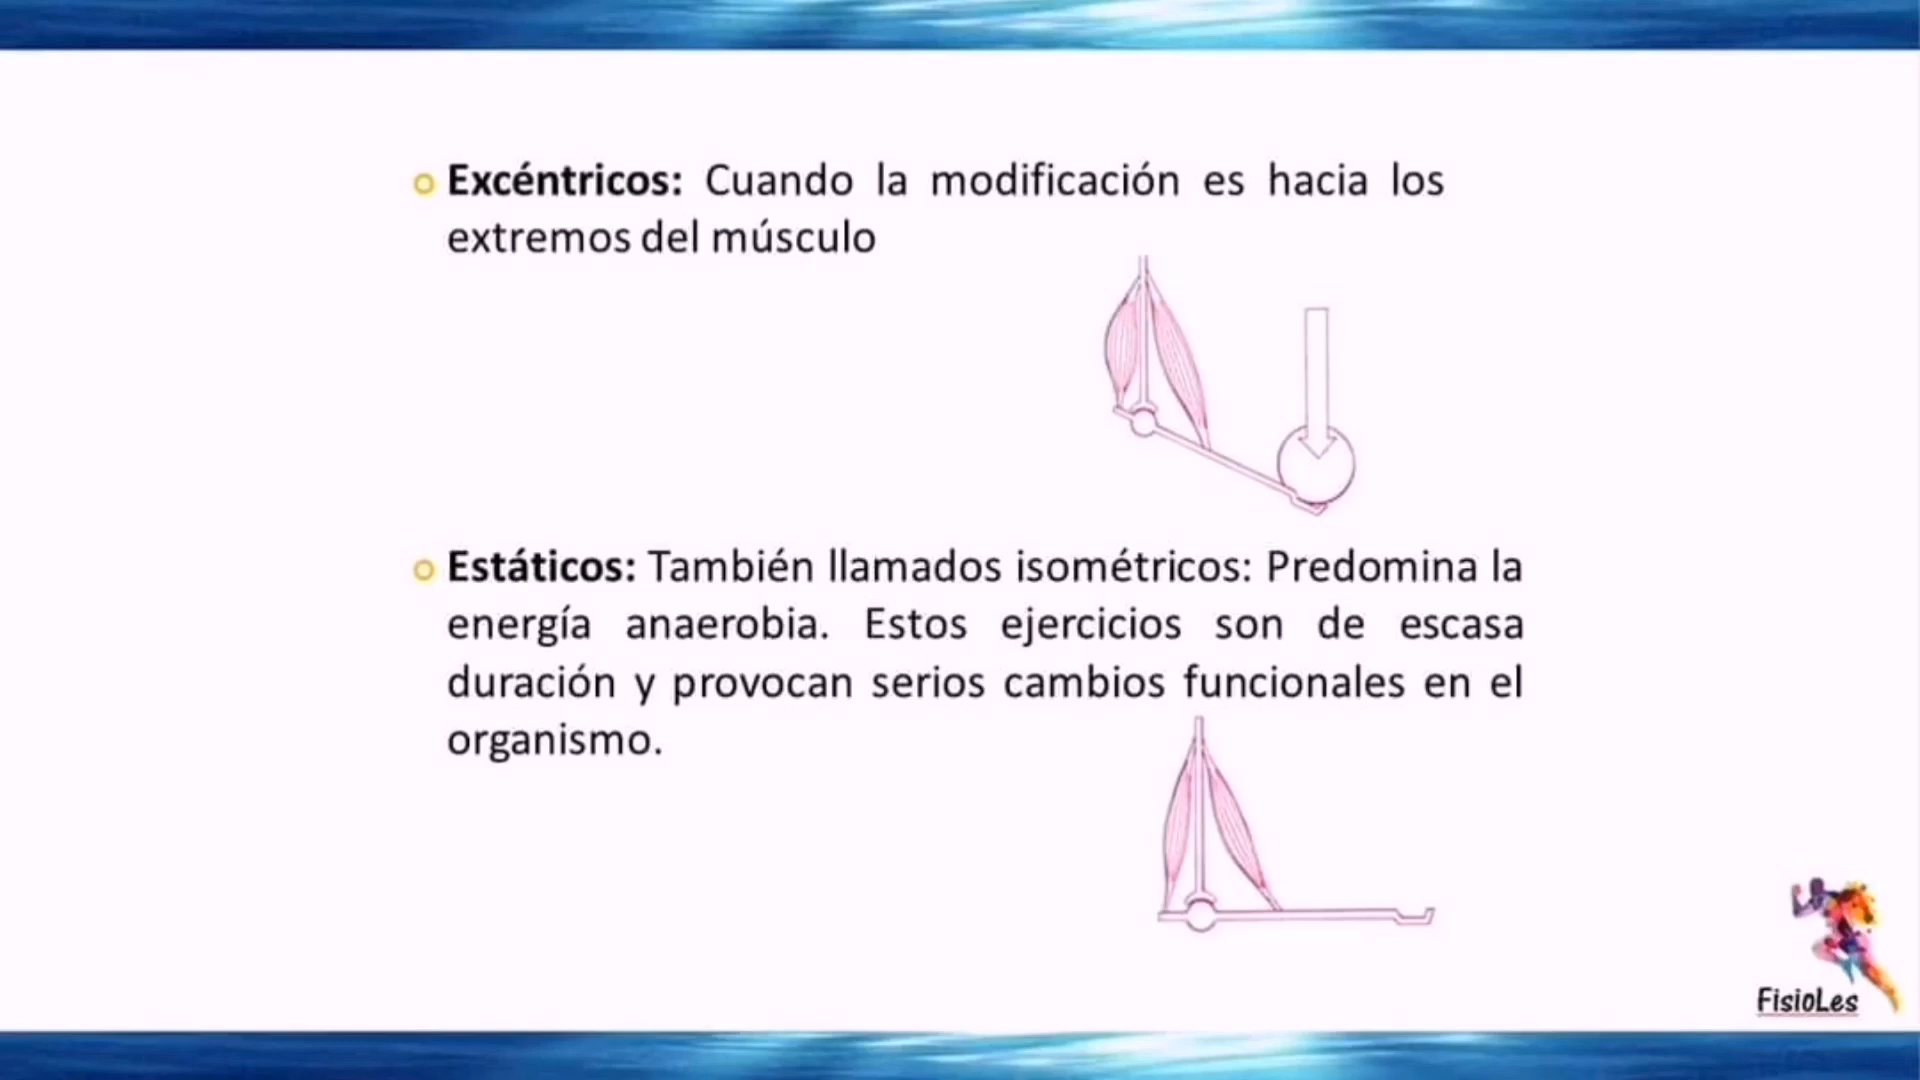 Excéntricos: Cuando la modificación es hacia los
extremos del músculo
Estáticos: También llamados isométricos: Predomina la
energía anaerobia. Estos ejercicios son de escasa
duración y provocan serios cambios funcionales en el
organismo.
FisioLes